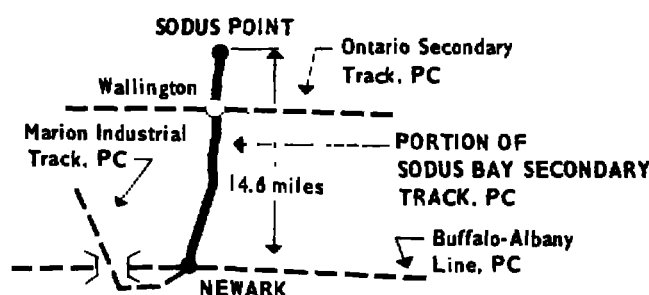 SODUS POINT
Ontario Secondary
Track, PC
Wallington
Marion Industrial
Track, PC
PORTION OF
SODUS BAY SECONDARY
TRACK, PC
14.6 miles
Buffalo-Albany
Line, PC
NEWARK